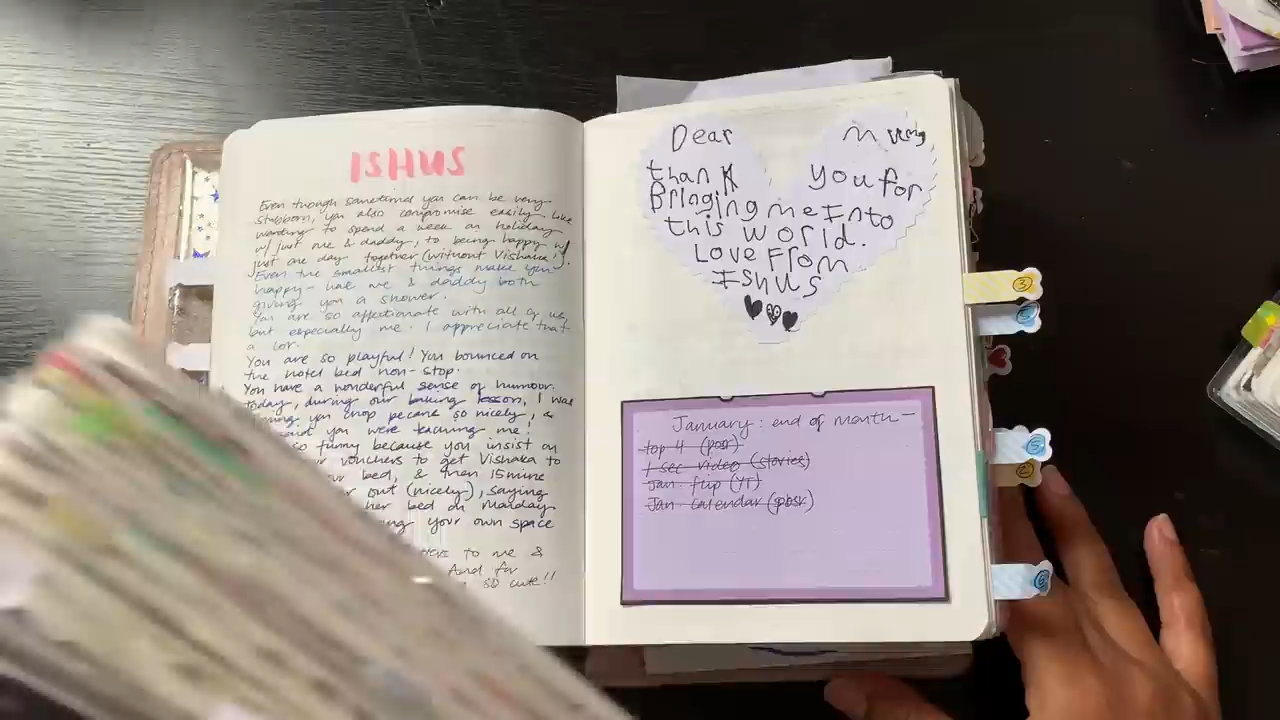 ISHUS
Even though sometimes you can be very
stubborn, you also compromise easily. Like
wanting to spend a week on holiday
w/ just me & daddy, to being happy w/
just one day together (without Vishaka!).
Even the smallest things make you
happy - like me & daddy both
giving you a shower.
You are so affectionate with all of us,
but especially me. I appreciate that
a lot.
You are so playful! You bounced on
the hotel bed non-stop.
You have a wonderful sense of humour.
Today, during our baking lesson, I was
you chop pecans so nicely, &
you were teaching me!
so funny because you insist on
vouchers to get Vishaka to
bed, & then 15mins
out (nicely), saying
her bed on Monday
your own space
to me &
And for
so cute!!
Dear Mummy
thank you for
Bringing me Into
this world. to
Love From
IShuS
January: end of month -
top 4 (post)
1 sec video (stories)
Jan. flip (YT)
Jan calendar
3
5
2
6